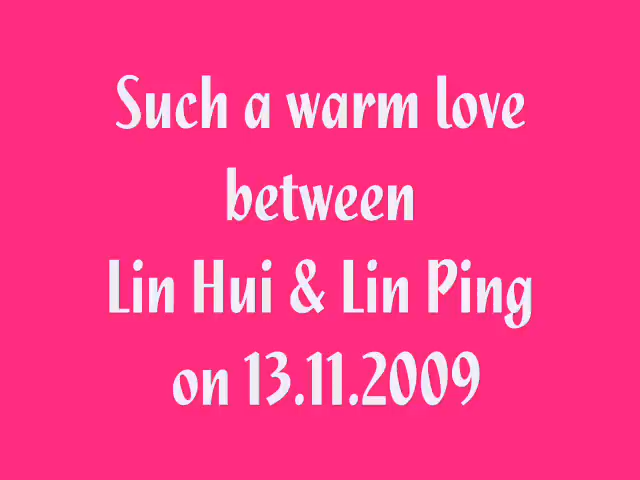 Such a warm love
between
Lin Hui & Lin Ping
on 13.11.2009